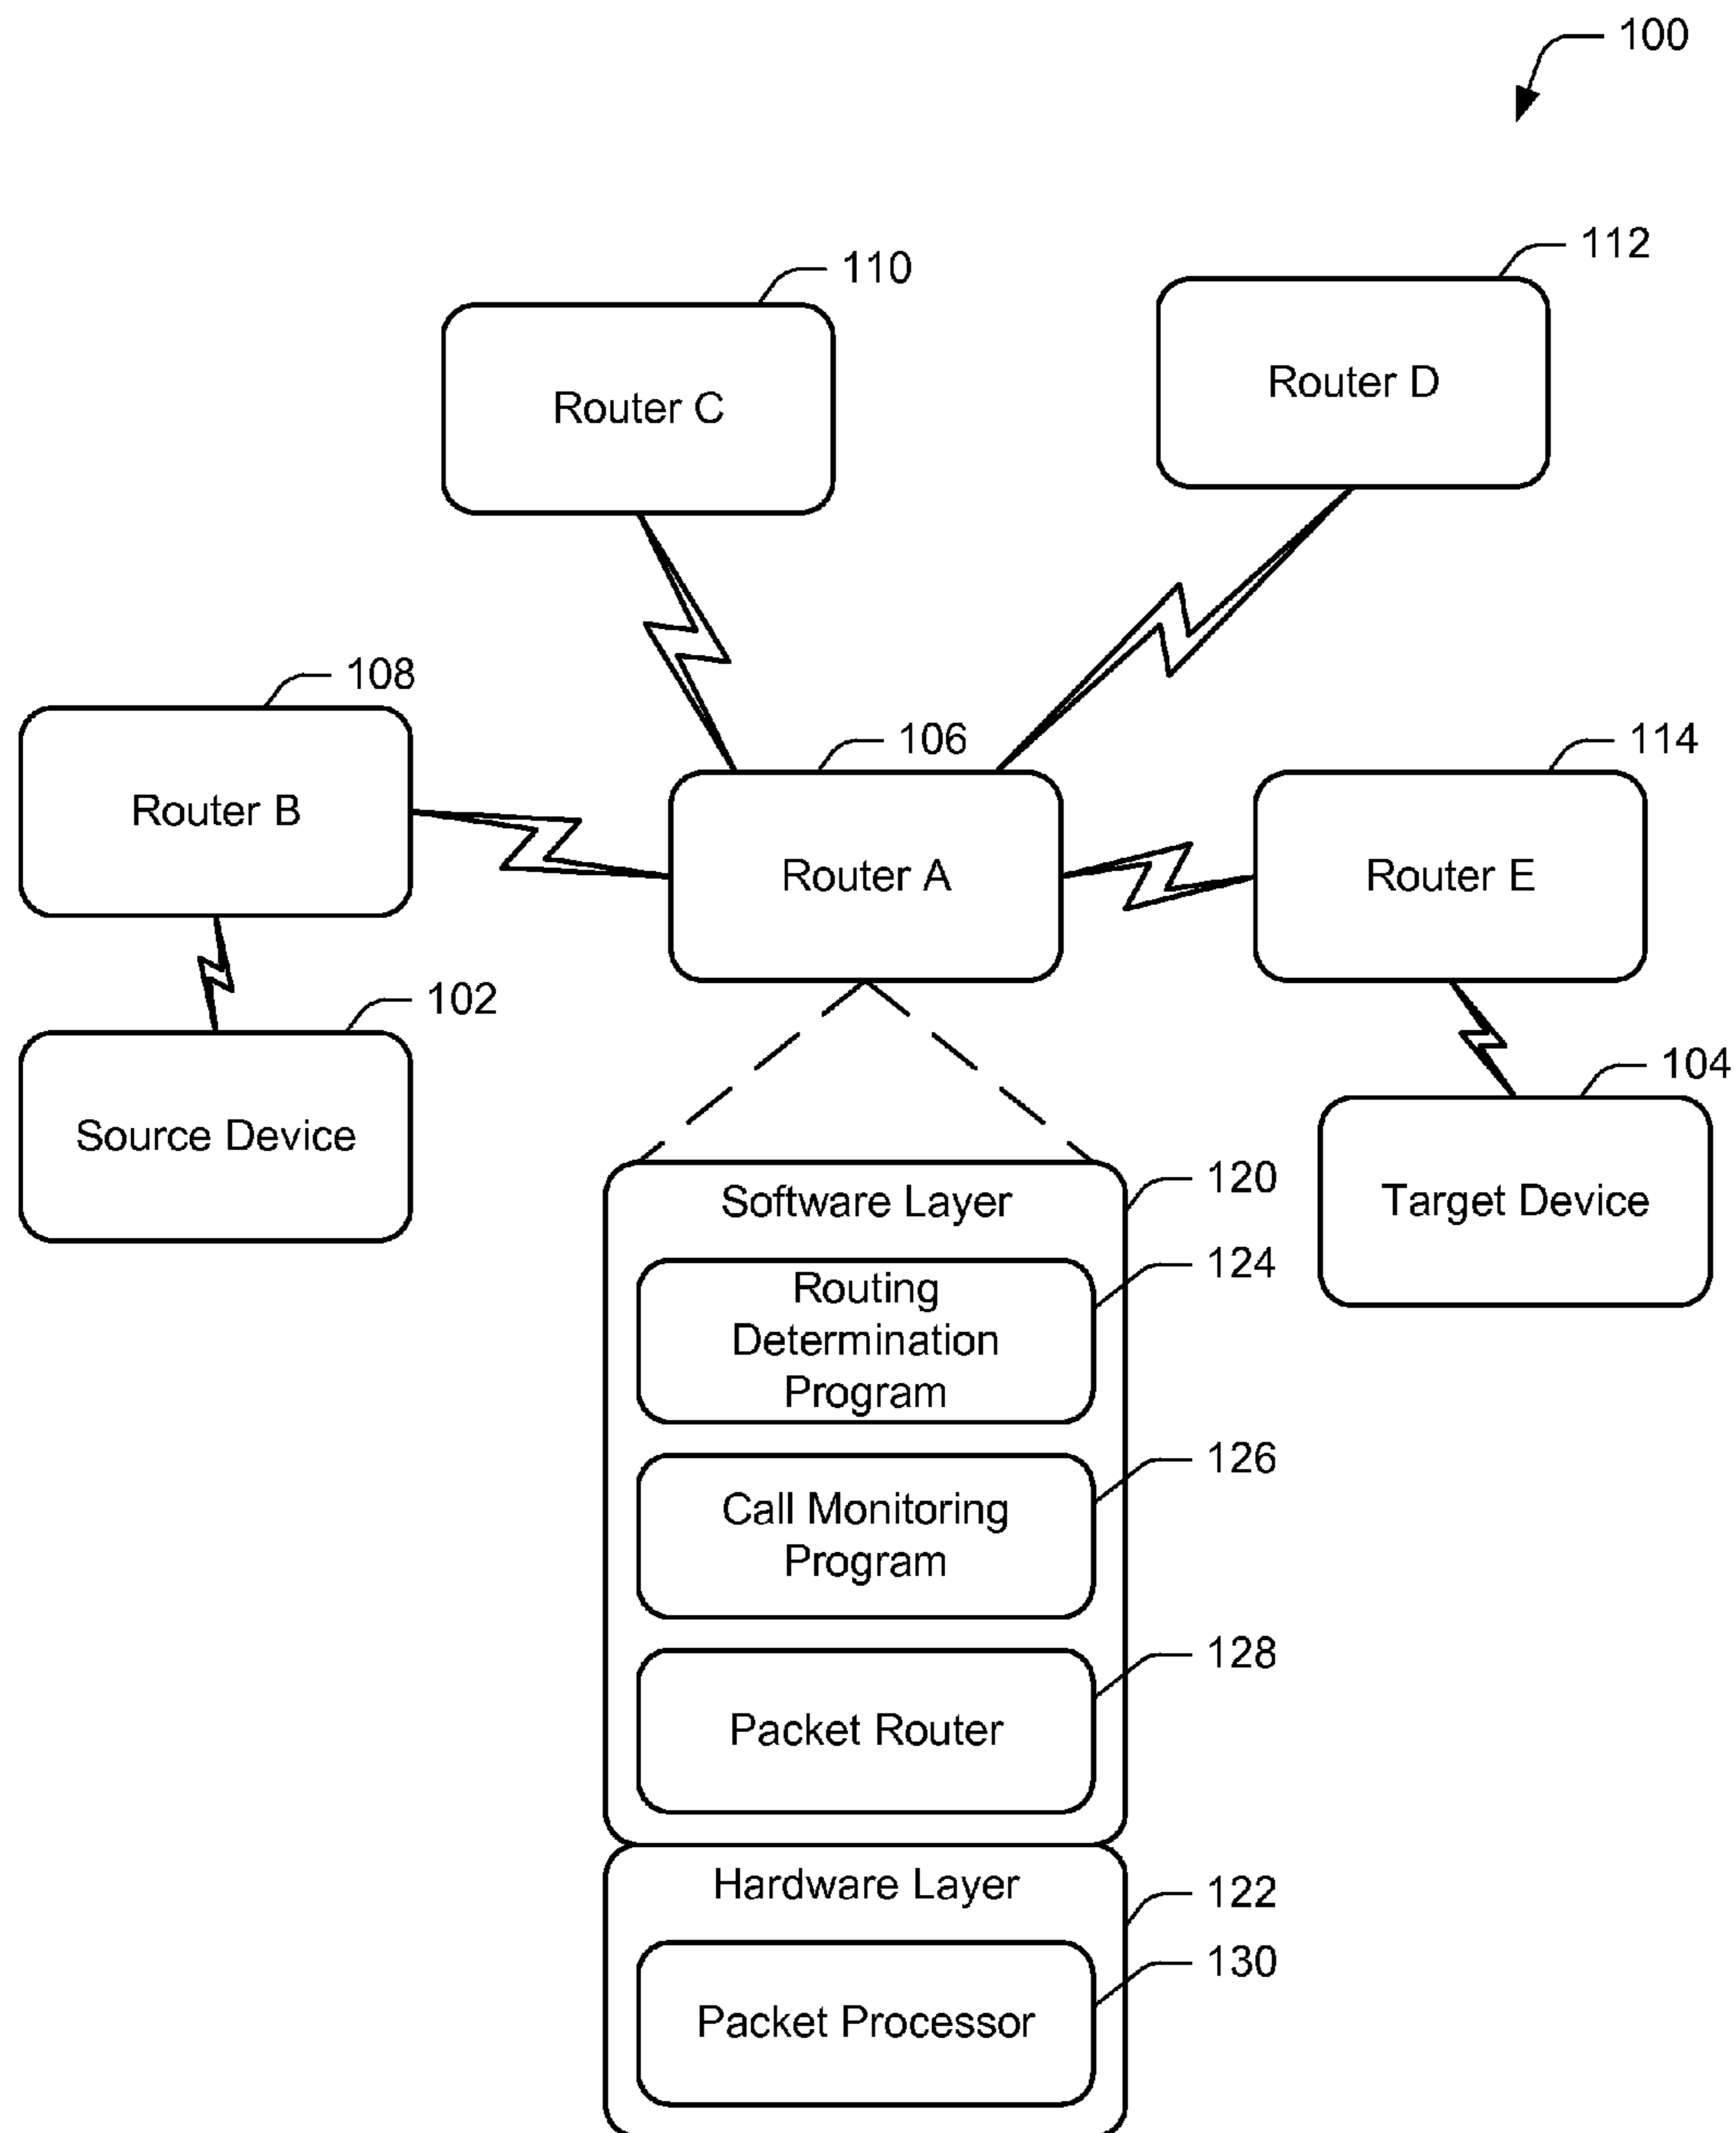 100
112
110
Router D
Router C
108
106
114
Router B
Router A
Router E
102
104
Source Device
Target Device
120
Software Layer
124
Routing
Determination
Program
126
Call Monitoring
Program
128
Packet Router
Hardware Layer
122
130
Packet Processor